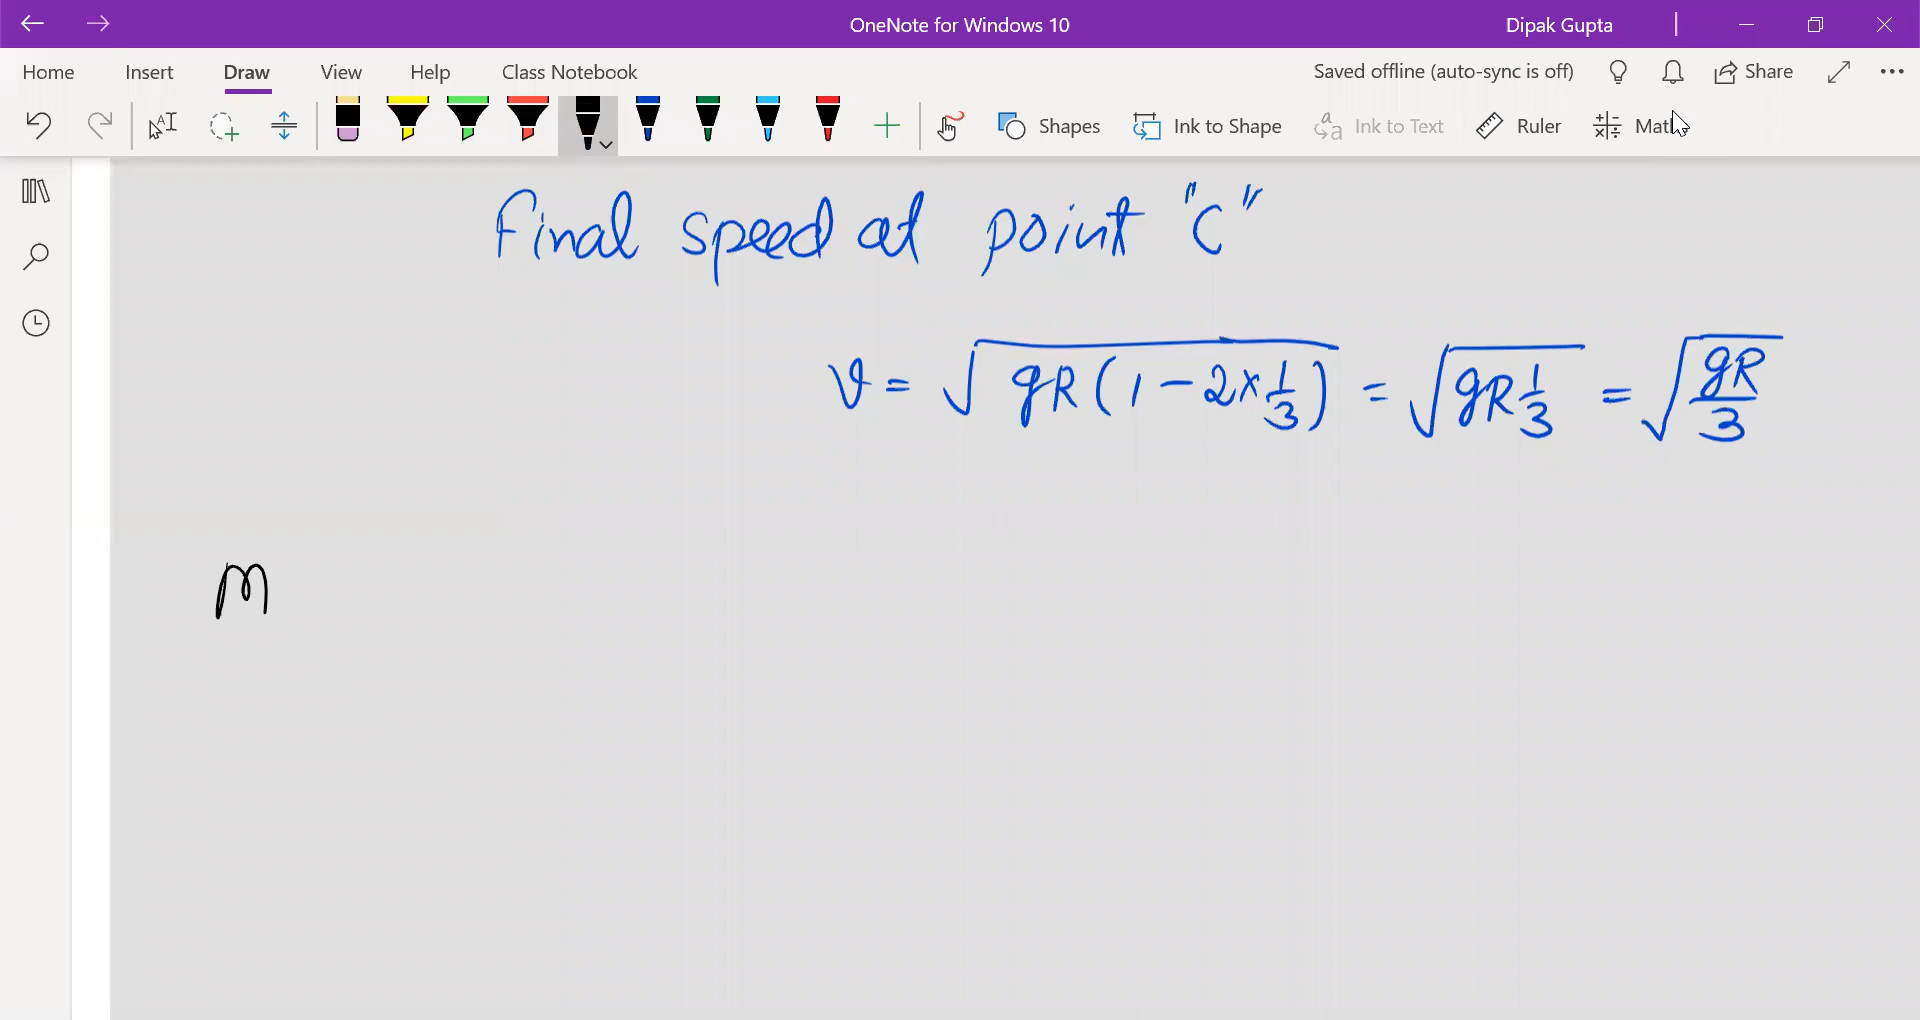 OneNote for Windows 10
Dipak Gupta
Home Insert Draw View Help Class Notebook
Saved offline (auto-sync is off) Share
Shapes Ink to Shape Ink to Text Ruler Math
Final speed at point "C"
v = √(gR(1 - 2×1/3)) = √(gR 1/3) = √(gR/3)
M